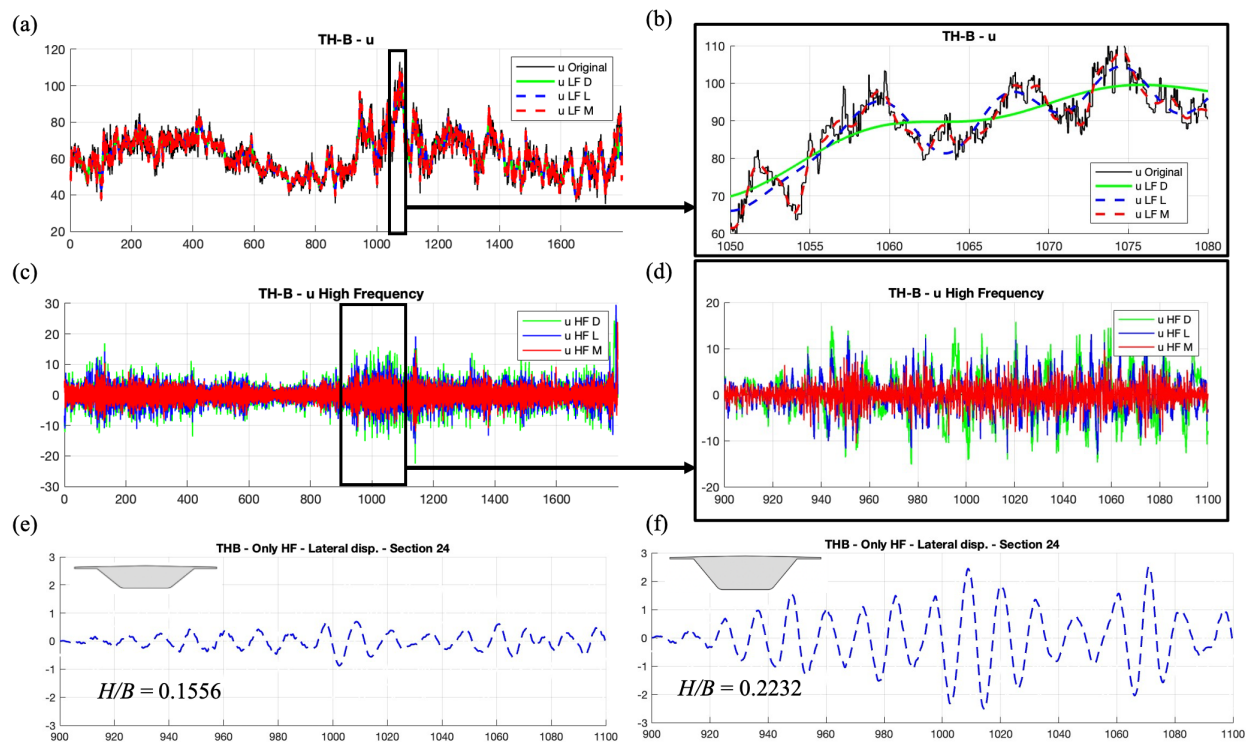 (a)
TH-B - u
120
100
80
60
40
20
0 200 400 600 800 1000 1200 1400 1600
u Original
u LF D
u LF L
u LF M
(b)
TH-B - u
110
100
90
80
70
60
1050 1055 1060 1065 1070 1075 1080
u Original
u LF D
u LF L
u LF M
(c)
TH-B - u High Frequency
30
20
10
0
-10
-20
-30
0 200 400 600 800 1000 1200 1400 1600
u HF D
u HF L
u HF M
(d)
TH-B - u High Frequency
20
10
0
-10
-20
900 920 940 960 980 1000 1020 1040 1060 1080 1100
u HF D
u HF L
u HF M
(e)
THB - Only HF - Lateral disp. - Section 24
3
2
1
0
-1
-2
-3
H/B = 0.1556
900 920 940 960 980 1000 1020 1040 1060 1080 1100
(f)
THB - Only HF - Lateral disp. - Section 24
3
2
1
0
-1
-2
-3
H/B = 0.2232
900 920 940 960 980 1000 1020 1040 1060 1080 1100